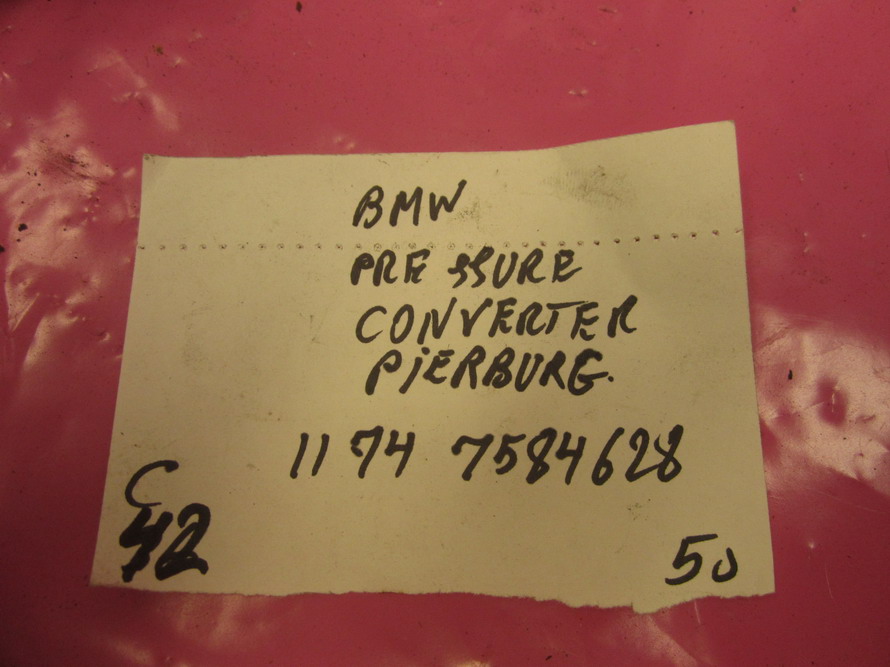 BMW
PRESSURE
CONVERTER
PiERBURG.
11 74 7584628
C
42
50